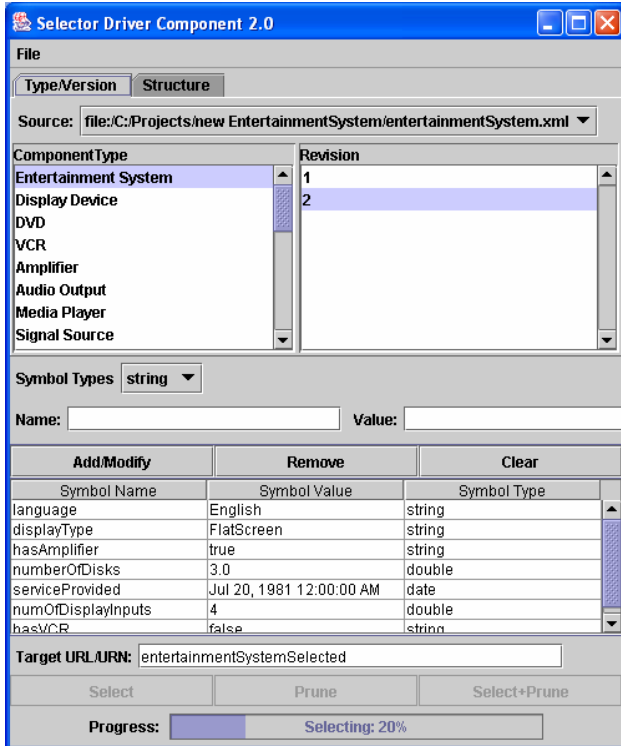 Selector Driver Component 2.0
File
Type/Version Structure
Source: file:/C:/Projects/new EntertainmentSystem/entertainmentSystem.xml
ComponentType Revision
Entertainment System 1
Display Device 2
DVD
VCR
Amplifier
Audio Output
Media Player
Signal Source
Symbol Types string
Name: Value:
Add/Modify Remove Clear
Symbol Name Symbol Value Symbol Type
language English string
displayType FlatScreen string
hasAmplifier true string
numberOfDisks 3.0 double
serviceProvided Jul 20, 1981 12:00:00 AM date
numOfDisplayInputs 4 double
hasVCR false string
Target URL/URN: entertainmentSystemSelected
Select Prune Select+Prune
Progress: Selecting: 20%